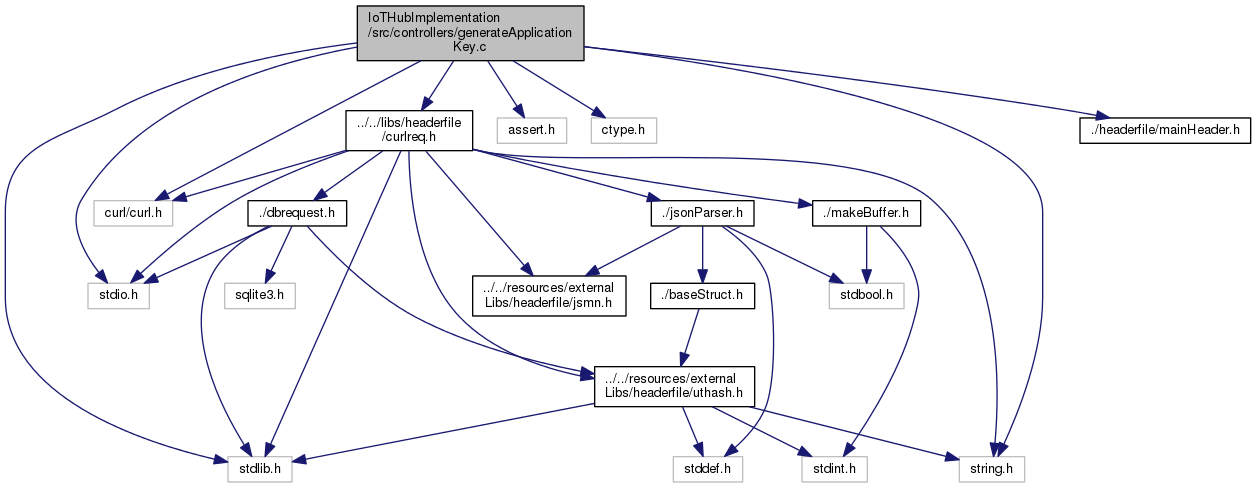 IoTHubImplementation
/src/controllers/generateApplication
Key.c
../../libs/headerfile
/curlreq.h
assert.h
ctype.h
./headerfile/mainHeader.h
curl/curl.h
./dbrequest.h
./jsonParser.h
./makeBuffer.h
stdio.h
sqlite3.h
../../resources/external
Libs/headerfile/jsmn.h
./baseStruct.h
stdbool.h
../../resources/external
Libs/headerfile/uthash.h
stdlib.h
stddef.h
stdint.h
string.h